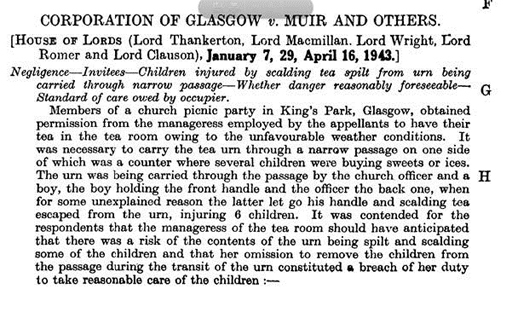 F
CORPORATION OF GLASGOW v. MUIR AND OTHERS.
[HOUSE OF LORDS (Lord Thankerton, Lord Macmillan. Lord Wright, Lord
Romer and Lord Clauson), January 7, 29, April 16, 1943.]
Negligence—Invitees—Children injured by scalding tea spilt from urn being
carried through narrow passage—Whether danger reasonably foreseeable—
G
Standard of care owed by occupier.
Members of a church picnic party in King's Park, Glasgow, obtained
permission from the manageress employed by the appellants to have their
tea in the tea room owing to the unfavourable weather conditions. It
was necessary to carry the tea urn through a narrow passage on one side
of which was a counter where several children were buying sweets or ices.
The urn was being carried through the passage by the church officer and a
H
boy, the boy holding the front handle and the officer the back one, when
for some unexplained reason the latter let go his handle and scalding tea
escaped from the urn, injuring 6 children. It was contended for the
respondents that the manageress of the tea room should have anticipated
that there was a risk of the contents of the urn being spilt and scalding
some of the children and that her omission to remove the children from
the passage during the transit of the urn constituted a breach of her duty
to take reasonable care of the children :—